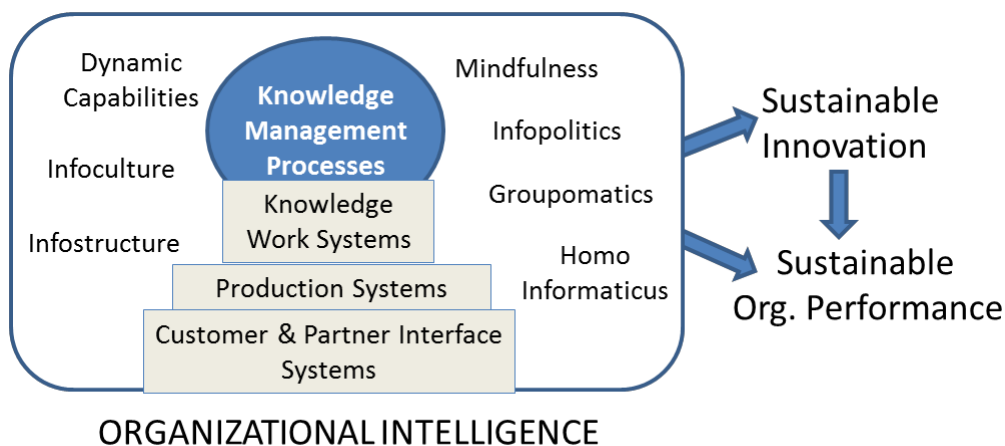 Dynamic
Capabilities
Infoculture
Infostructure
Knowledge
Management
Processes
Knowledge
Work Systems
Production Systems
Customer & Partner Interface
Systems
Mindfulness
Infopolitics
Groupomatics
Homo
Informaticus
Sustainable
Innovation
Sustainable
Org. Performance
ORGANIZATIONAL INTELLIGENCE